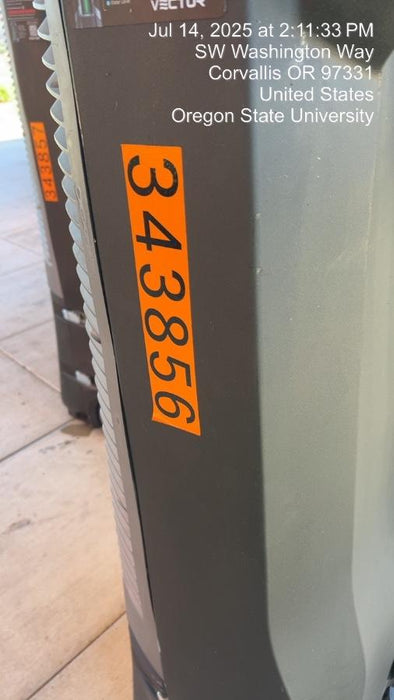 VECTOR
Jul 14, 2025 at 2:11:33 PM
SW Washington Way
Corvallis OR 97331
United States
Oregon State University
343857
343856